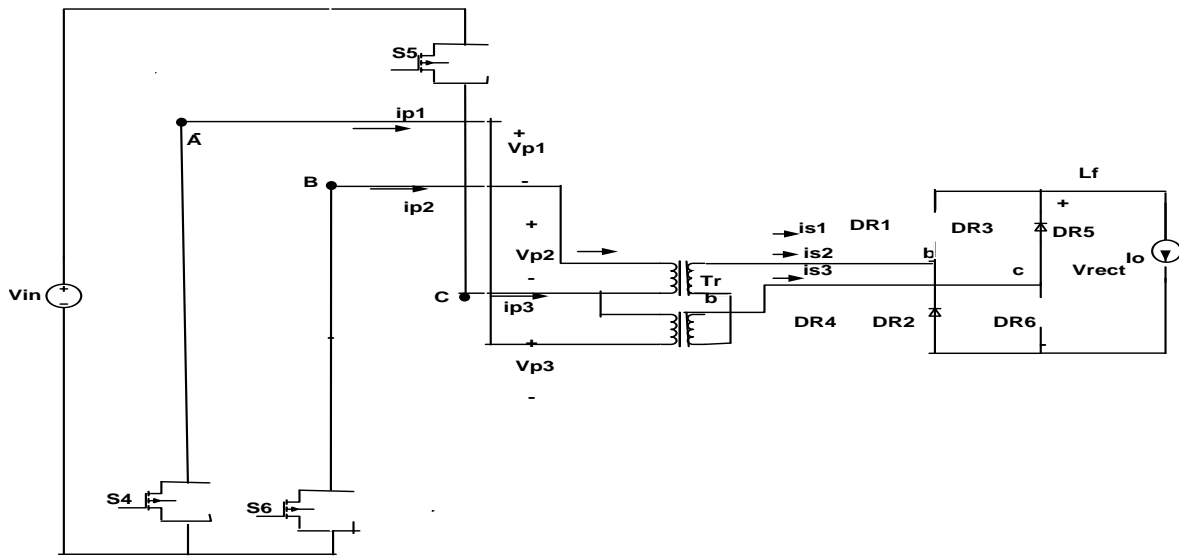 S5
ip1
A
+
Vp1
-
B
ip2
+
Vp2
-
Lf
+
is1
DR1
DR3
DR5
is2
b
Io
is3
c
Vrect
Vin
+
-
C
ip3
Tr
b
DR4
DR2
DR6
-
+
Vp3
-
S4
S6